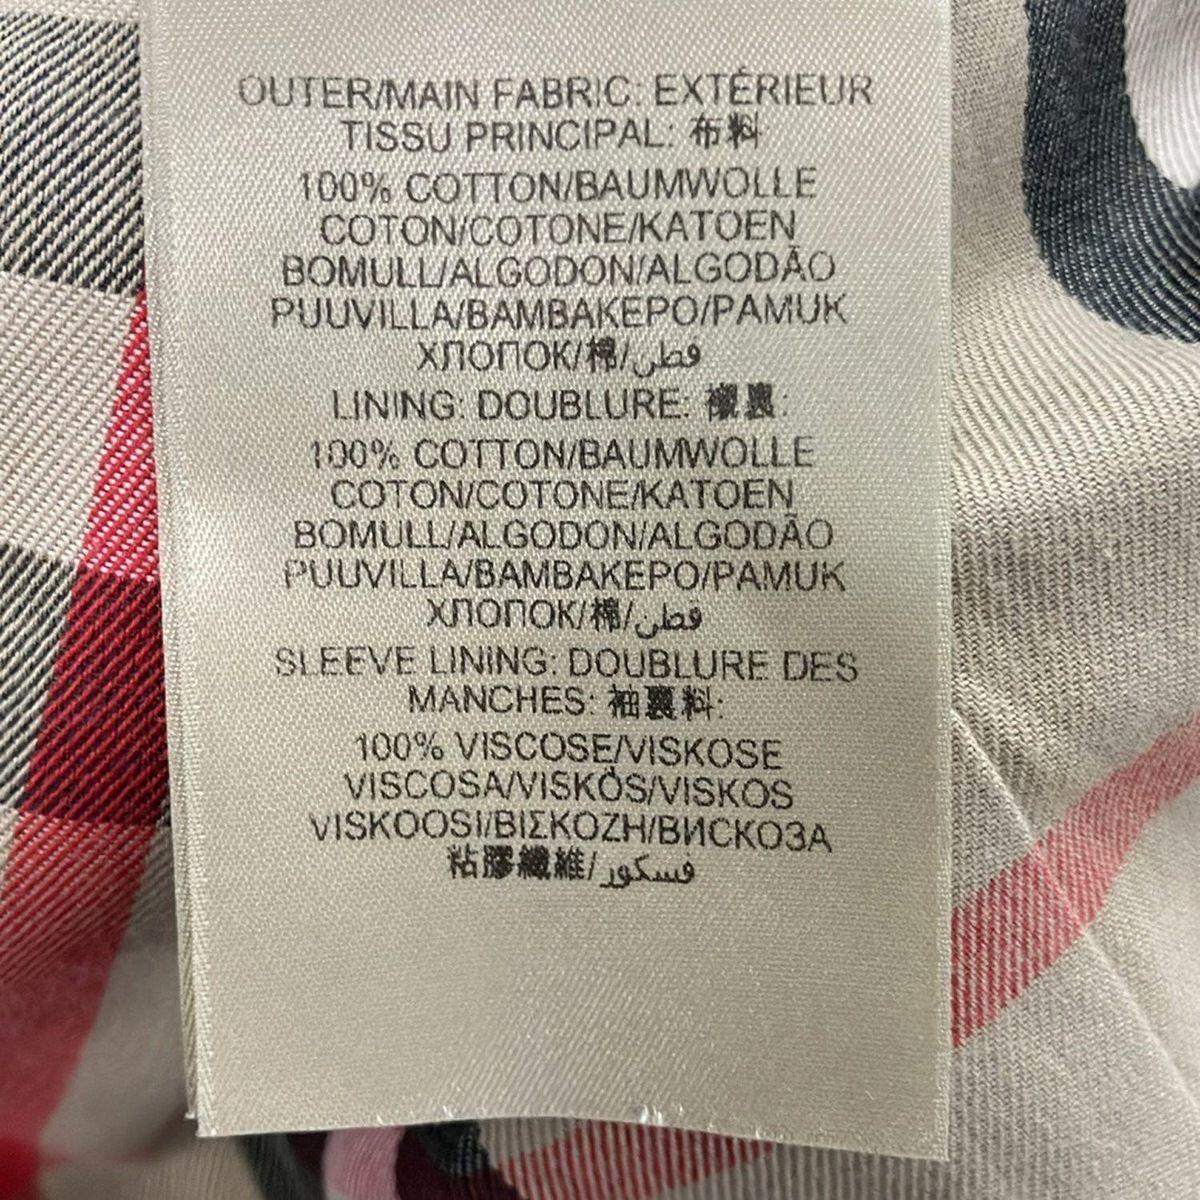 OUTER/MAIN FABRIC: EXTÉRIEUR
TISSU PRINCIPAL: 布料
100% COTTON/BAUMWOLLE
COTON/COTONE/KATOEN
BOMULL/ALGODON/ALGODÃO
PUUVILLA/BAMBAKEPO/PAMUK
ХЛОПОК/棉/قطن
LINING: DOUBLURE: 襯裏:
100% COTTON/BAUMWOLLE
COTON/COTONE/KATOEN
BOMULL/ALGODON/ALGODÃO
PUUVILLA/BAMBAKEPO/PAMUK
ХЛОПОК/棉/قطن
SLEEVE LINING: DOUBLURE DES
MANCHES: 袖裏料:
100% VISCOSE/VISKOSE
VISCOSA/VISKÓS/VISKOS
VISKOOSI/ΒΙΣΚΟΖΗ/ВИСКОЗА
粘膠纖維/فسكور